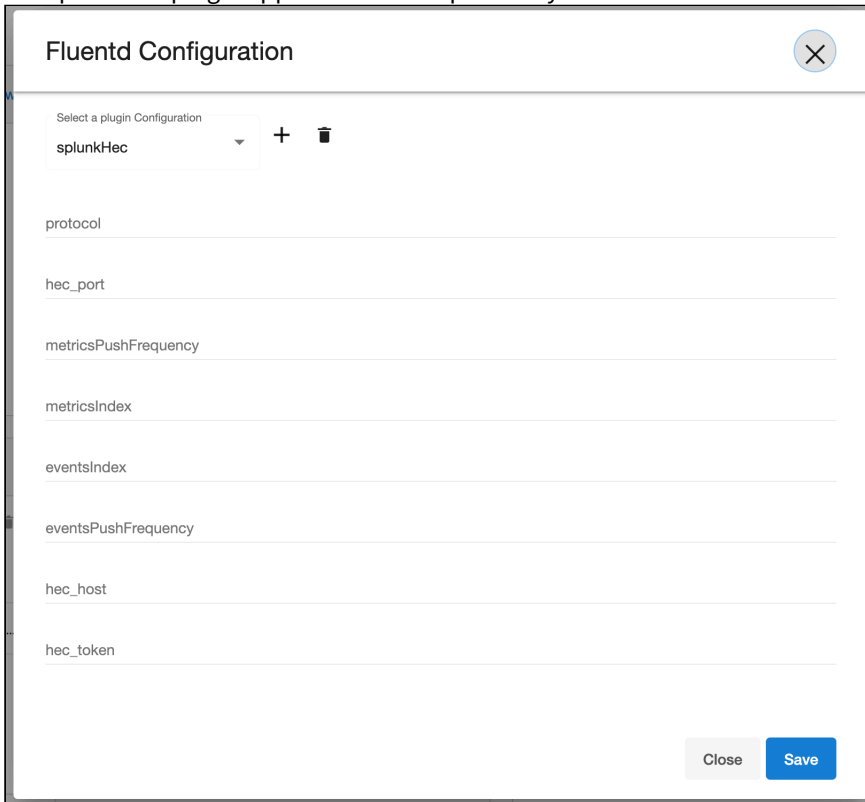 Fluentd Configuration
Select a plugin Configuration
splunkHec
protocol
hec_port
metricsPushFrequency
metricsIndex
eventsIndex
eventsPushFrequency
hec_host
hec_token
Close
Save